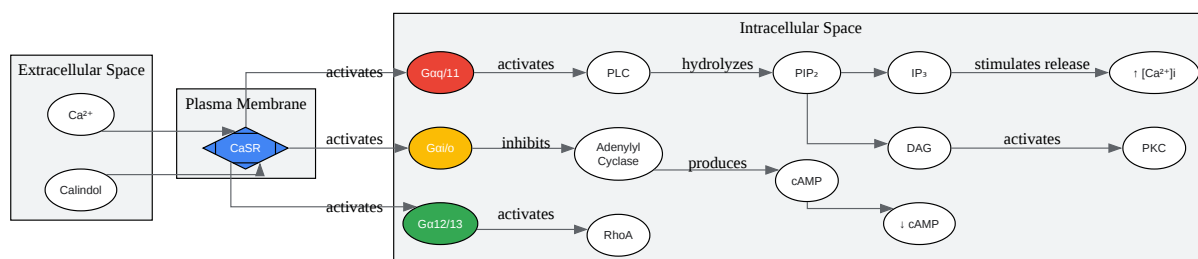 Extracellular Space
Ca²⁺
Calindol
Plasma Membrane
CaSR
activates
activates
activates
Intracellular Space
Gαq/11
activates
PLC
hydrolyzes
PIP₂
IP₃
stimulates release
↑ [Ca²⁺]i
Gαi/o
inhibits
Adenylyl
Cyclase
produces
cAMP
↓ cAMP
DAG
activates
PKC
Gα12/13
activates
RhoA